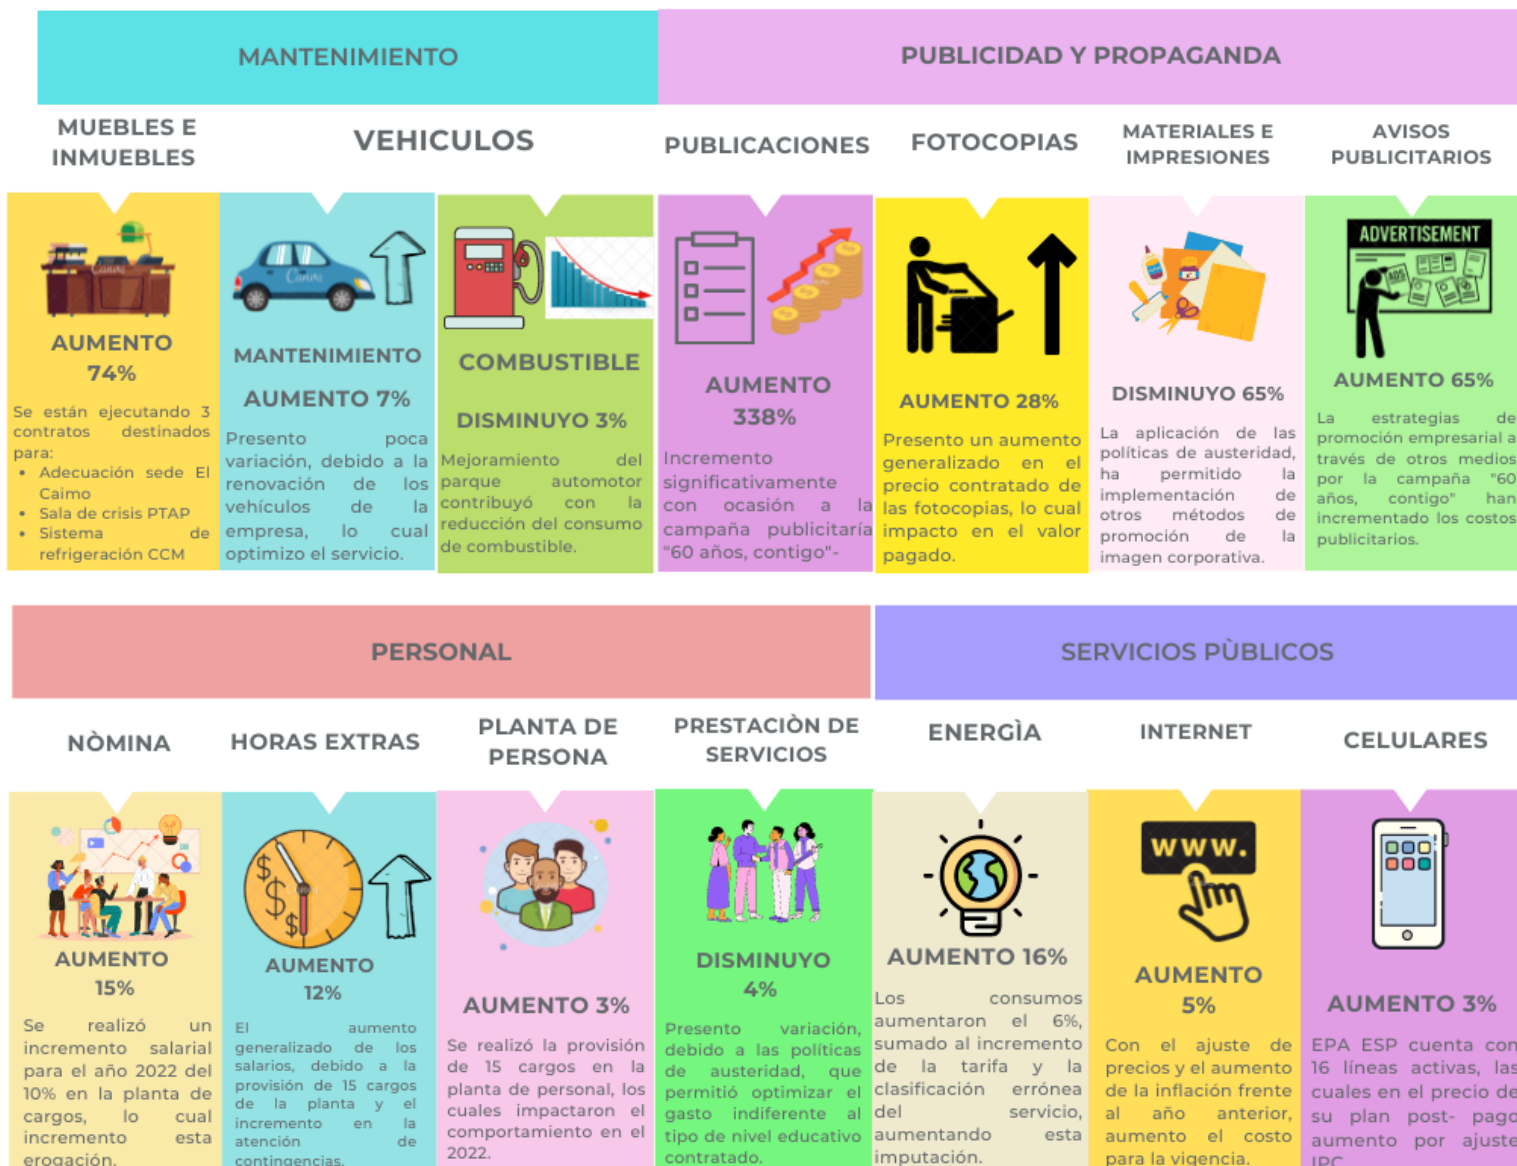 MANTENIMIENTO
PUBLICIDAD Y PROPAGANDA
MUEBLES E
INMUEBLES
VEHICULOS
PUBLICACIONES
FOTOCOPIAS
MATERIALES E
IMPRESIONES
AVISOS
PUBLICITARIOS
Canva
AUMENTO
74%
Se están ejecutando 3
contratos destinados
para:
• Adecuación sede El
Caimo
• Sala de crisis PTAP
• Sistema de
refrigeración CCM
Canva
MANTENIMIENTO
AUMENTO 7%
Presento poca
variación, debido a la
renovación de los
vehículos de la
empresa, lo cual
optimizo el servicio.
COMBUSTIBLE
DISMINUYO 3%
Mejoramiento del
parque automotor
contribuyó con la
reducción del consumo
de combustible.
AUMENTO
338%
Incremento
significativamente
con ocasión a la
campaña publicitaría
"60 años, contigo"-
AUMENTO 28%
Presento un aumento
generalizado en el
precio contratado de
las fotocopias, lo cual
impacto en el valor
pagado.
DISMINUYO 65%
La aplicación de las
políticas de austeridad,
ha permitido la
implementación de
otros métodos de
promoción de la
imagen corporativa.
ADVERTISEMENT
ADS
AUMENTO 65%
La estrategias de
promoción empresarial a
través de otros medios
por la campaña "60
años, contigo" han
incrementado los costos
publicitarios.
PERSONAL
SERVICIOS PÙBLICOS
NÒMINA
HORAS EXTRAS
PLANTA DE
PERSONA
PRESTACIÒN DE
SERVICIOS
ENERGÌA
INTERNET
CELULARES
AUMENTO
15%
Se realizó un
incremento salarial
para el año 2022 del
10% en la planta de
cargos, lo cual
incremento esta
erogación.
$
$
$
Canva
AUMENTO
12%
El aumento
generalizado de los
salarios, debido a la
provisión de 15 cargos
de la planta y el
incremento en la
atención de
contingencias.
AUMENTO 3%
Se realizó la provisión
de 15 cargos en la
planta de personal, los
cuales impactaron el
comportamiento en el
2022.
DISMINUYO
4%
Presento variación,
debido a las políticas
de austeridad, que
permitió optimizar el
gasto indiferente al
tipo de nivel educativo
contratado.
AUMENTO 16%
Los consumos
aumentaron el 6%,
sumado al incremento
de la tarifa y la
clasificación errónea
del servicio,
aumentando esta
imputación.
www.
AUMENTO
5%
Con el ajuste de
precios y el aumento
de la inflación frente
al año anterior,
aumento el costo
para la vigencia.
AUMENTO 3%
EPA ESP cuenta con
16 líneas activas, las
cuales en el precio de
su plan post- pago
aumento por ajuste
IPC